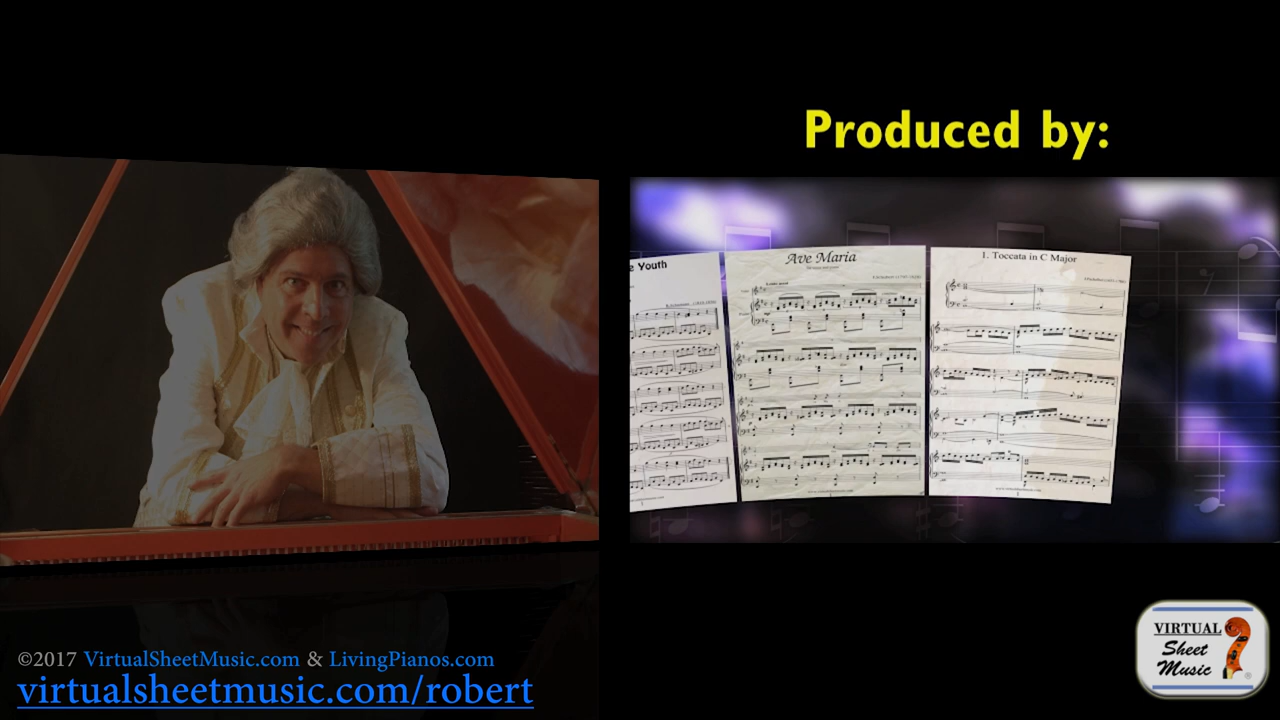 Produced by:
e Youth
Ave Maria
1. Toccata in C Major
©2017 VirtualSheetMusic.com & LivingPianos.com
virtualsheetmusic.com/robert
VIRTUAL
Sheet
Music